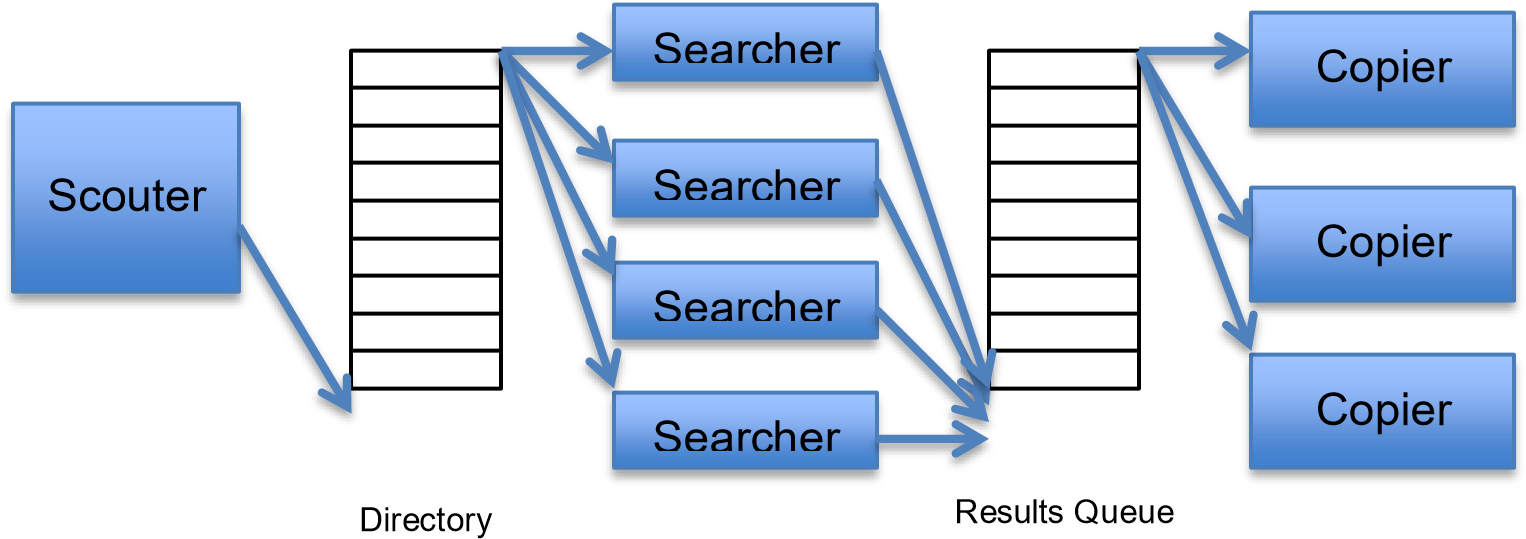 Scouter
Searcher
Searcher
Searcher
Searcher
Copier
Copier
Copier
Directory
Results Queue